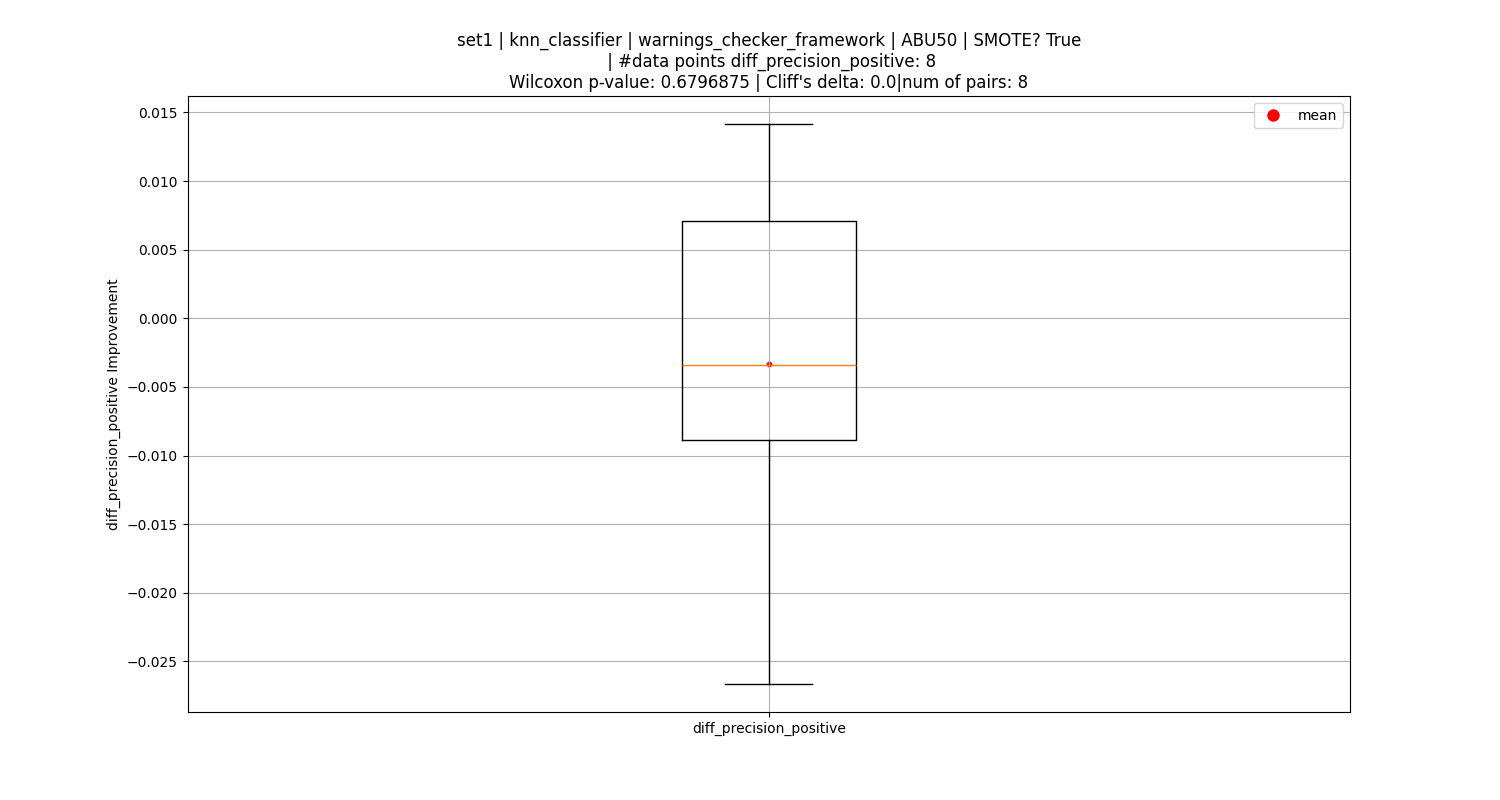 set1 | knn_classifier | warnings_checker_framework | ABU50 | SMOTE? True
| #data points diff_precision_positive: 8
Wilcoxon p-value: 0.6796875 | Cliff's delta: 0.0|num of pairs: 8
mean
0.015
0.010
0.005
0.000
−0.005
−0.010
−0.015
−0.020
−0.025
diff_precision_positive Improvement
diff_precision_positive